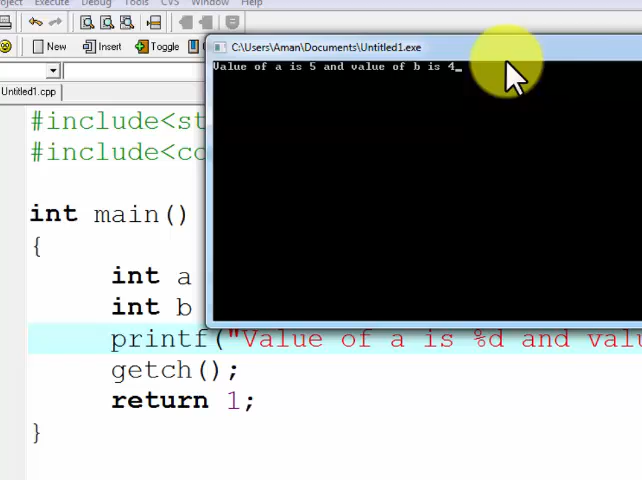 oject Execute Debug Tools CVS Window Help
New Insert Toggle
C:\Users\Aman\Documents\Untitled1.exe
Value of a is 5 and value of b is 4_
Untitled1.cpp
#include<st
#include<co
int main()
{
int a
int b
printf("Value of a is %d and valu
getch();
return 1;
}